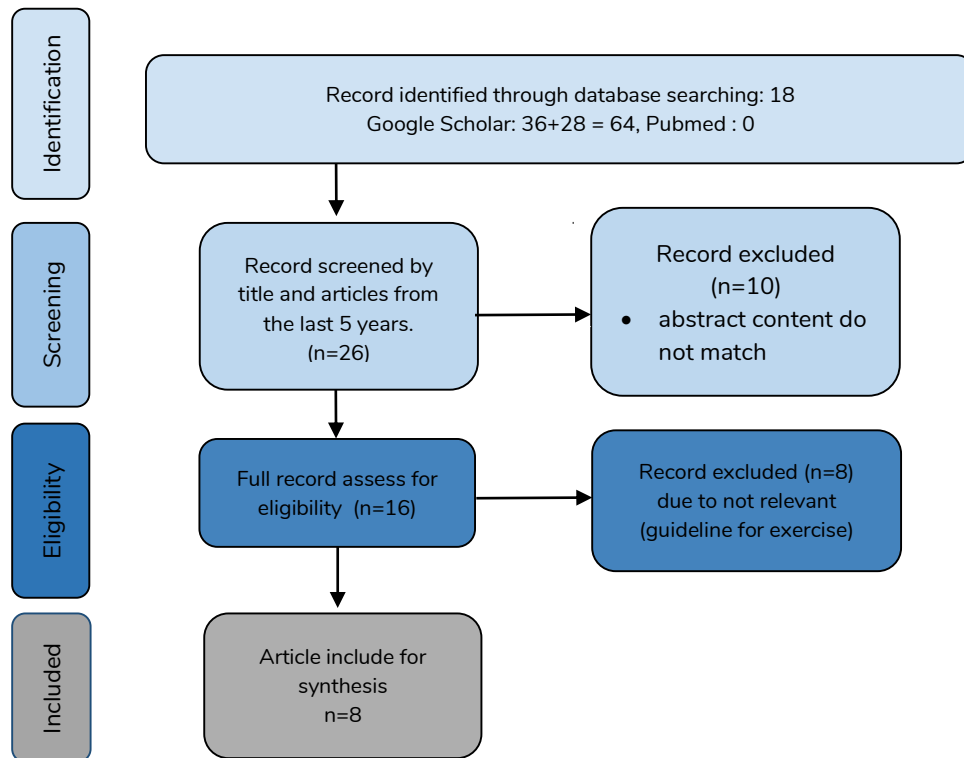 Identification
Record identified through database searching: 18
Google Scholar: 36+28 = 64, Pubmed : 0
Screening
Record screened by
title and articles from
the last 5 years.
(n=26)
Record excluded
(n=10)
• abstract content do
not match
Eligibility
Full record assess for
eligibility (n=16)
Record excluded (n=8)
due to not relevant
(guideline for exercise)
Included
Article include for
synthesis
n=8